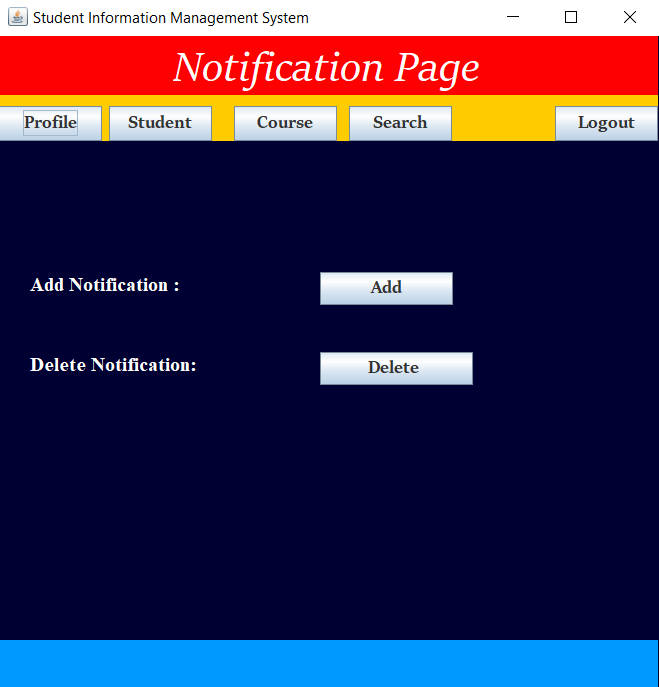 Student Information Management System
Notification Page
Profile Student Course Search Logout
Add Notification : Add
Delete Notification: Delete